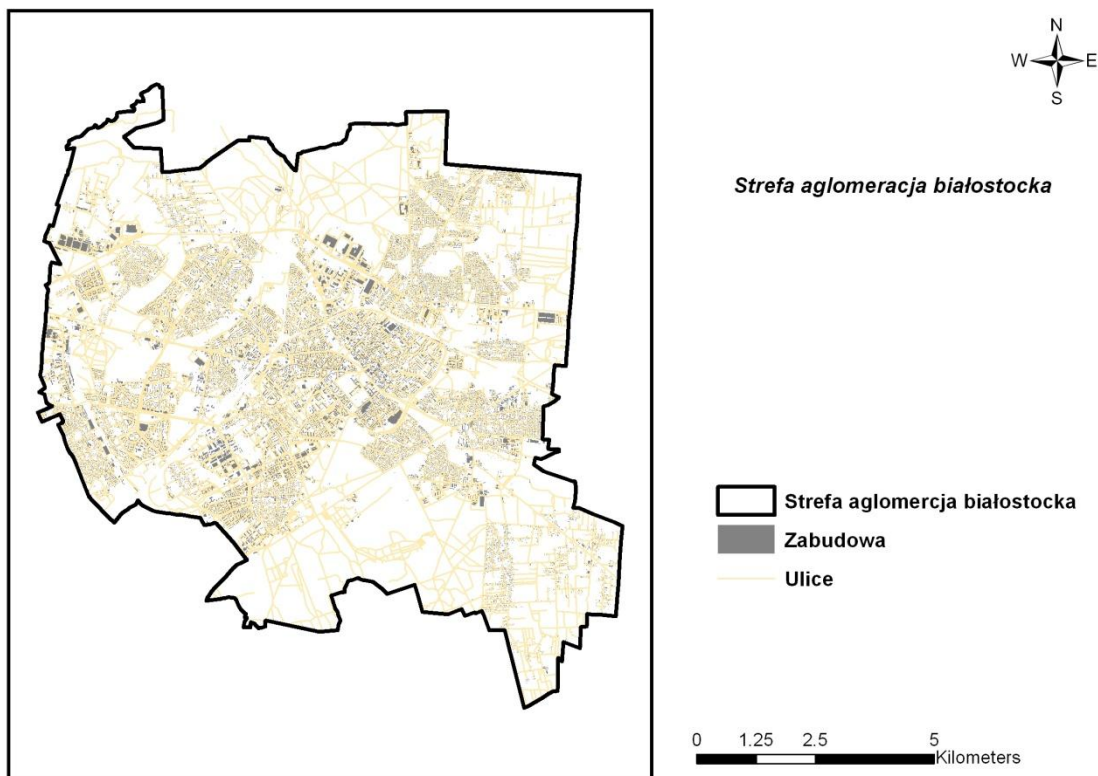 N
W E
S
Strefa aglomeracja białostocka
Strefa aglomercja białostocka
Zabudowa
Ulice
0 1.25 2.5 5
Kilometers